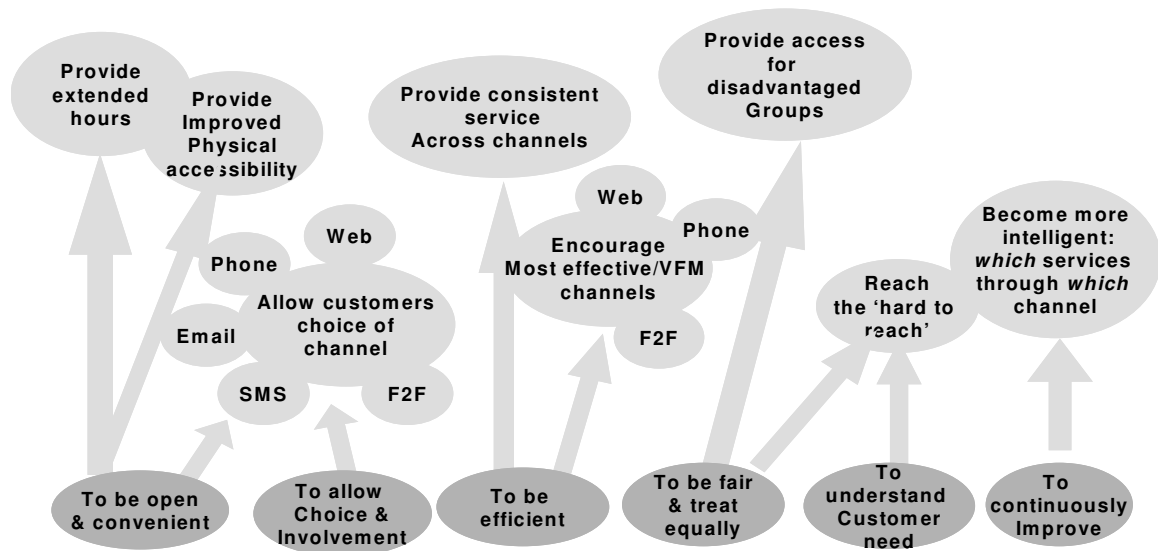 Provide
extended
hours
Provide
Improved
Physical
accessibility
Provide consistent
service
Across channels
Provide access
for
disadvantaged
Groups
Web
Phone
Email
SMS
F2F
Allow customers
choice of
channel
Web
Phone
F2F
Encourage
Most effective/VFM
channels
Reach
the ‘hard to
reach’
Become more
intelligent:
which services
through which
channel
To be open
& convenient
To allow
Choice &
Involvement
To be
efficient
To be fair
& treat
equally
To
understand
Customer
need
To
continuously
Improve